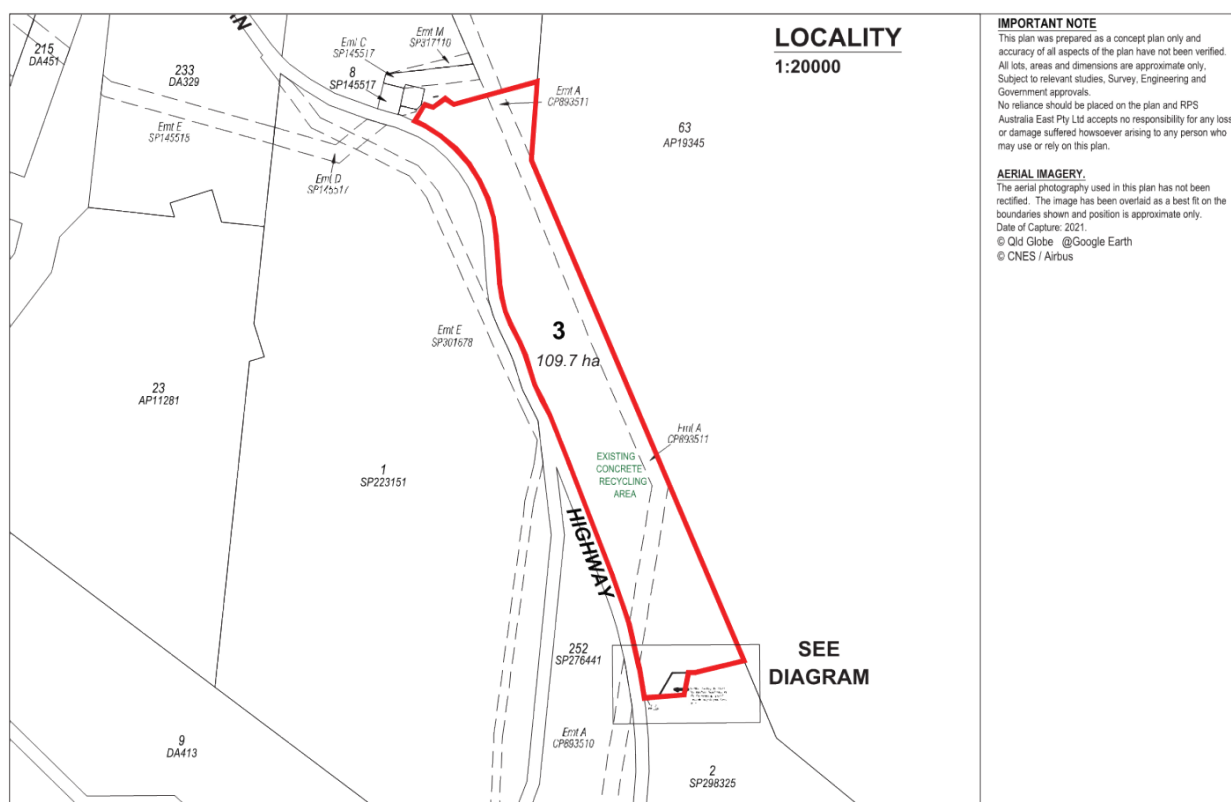 LOCALITY
1:20000
IMPORTANT NOTE
This plan was prepared as a concept plan only and
accuracy of all aspects of the plan have not been verified.
All lots, areas and dimensions are approximate only.
Subject to relevant studies, Survey, Engineering and
Government approvals.
No reliance should be placed on the plan and RPS
Australia East Pty Ltd accepts no responsibility for any loss
or damage suffered howsoever arising to any person who
may use or rely on this plan.
AERIAL IMAGERY.
The aerial photography used in this plan has not been
rectified. The image has been overlaid as a best fit on the
boundaries shown and position is approximate only.
Date of Capture: 2021.
© Qld Globe @Google Earth
© CNES / Airbus
215
DA451
233
DA329
Emt C
SP145517
Emt M
SP317110
8
SP145517
Emt A
CP893511
63
AP19345
Emt E
SP145518
Emt D
SP145517
Emt E
SP301678
3
109.7 ha
23
AP11281
1
SP223151
Emt A
CP893511
EXISTING
CONCRETE
RECYCLING
AREA
HIGHWAY
252
SP276441
SEE
DIAGRAM
Emt A
CP893510
9
DA413
2
SP298325